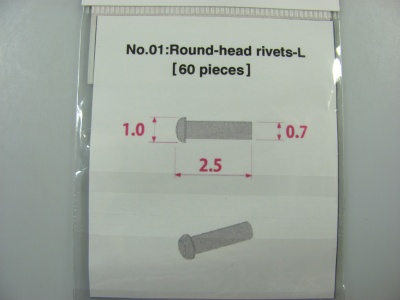 No.01:Round-head rivets-L
[60 pieces]
1.0
0.7
2.5